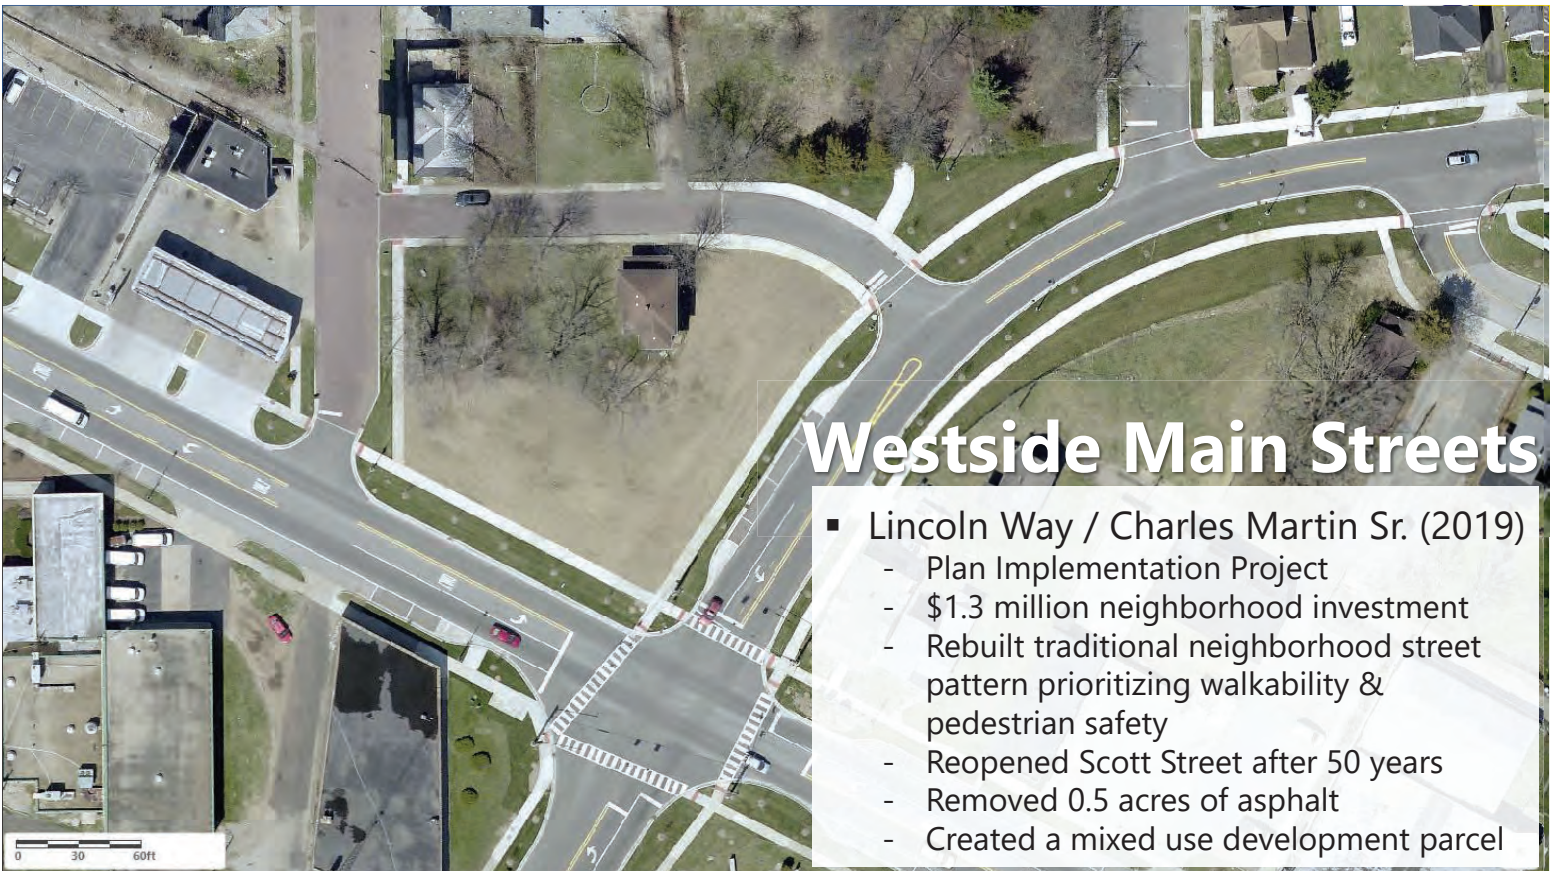 Westside Main Streets
▪ Lincoln Way / Charles Martin Sr. (2019)
- Plan Implementation Project
- $1.3 million neighborhood investment
- Rebuilt traditional neighborhood street
pattern prioritizing walkability &
pedestrian safety
- Reopened Scott Street after 50 years
- Removed 0.5 acres of asphalt
- Created a mixed use development parcel
0 30 60ft